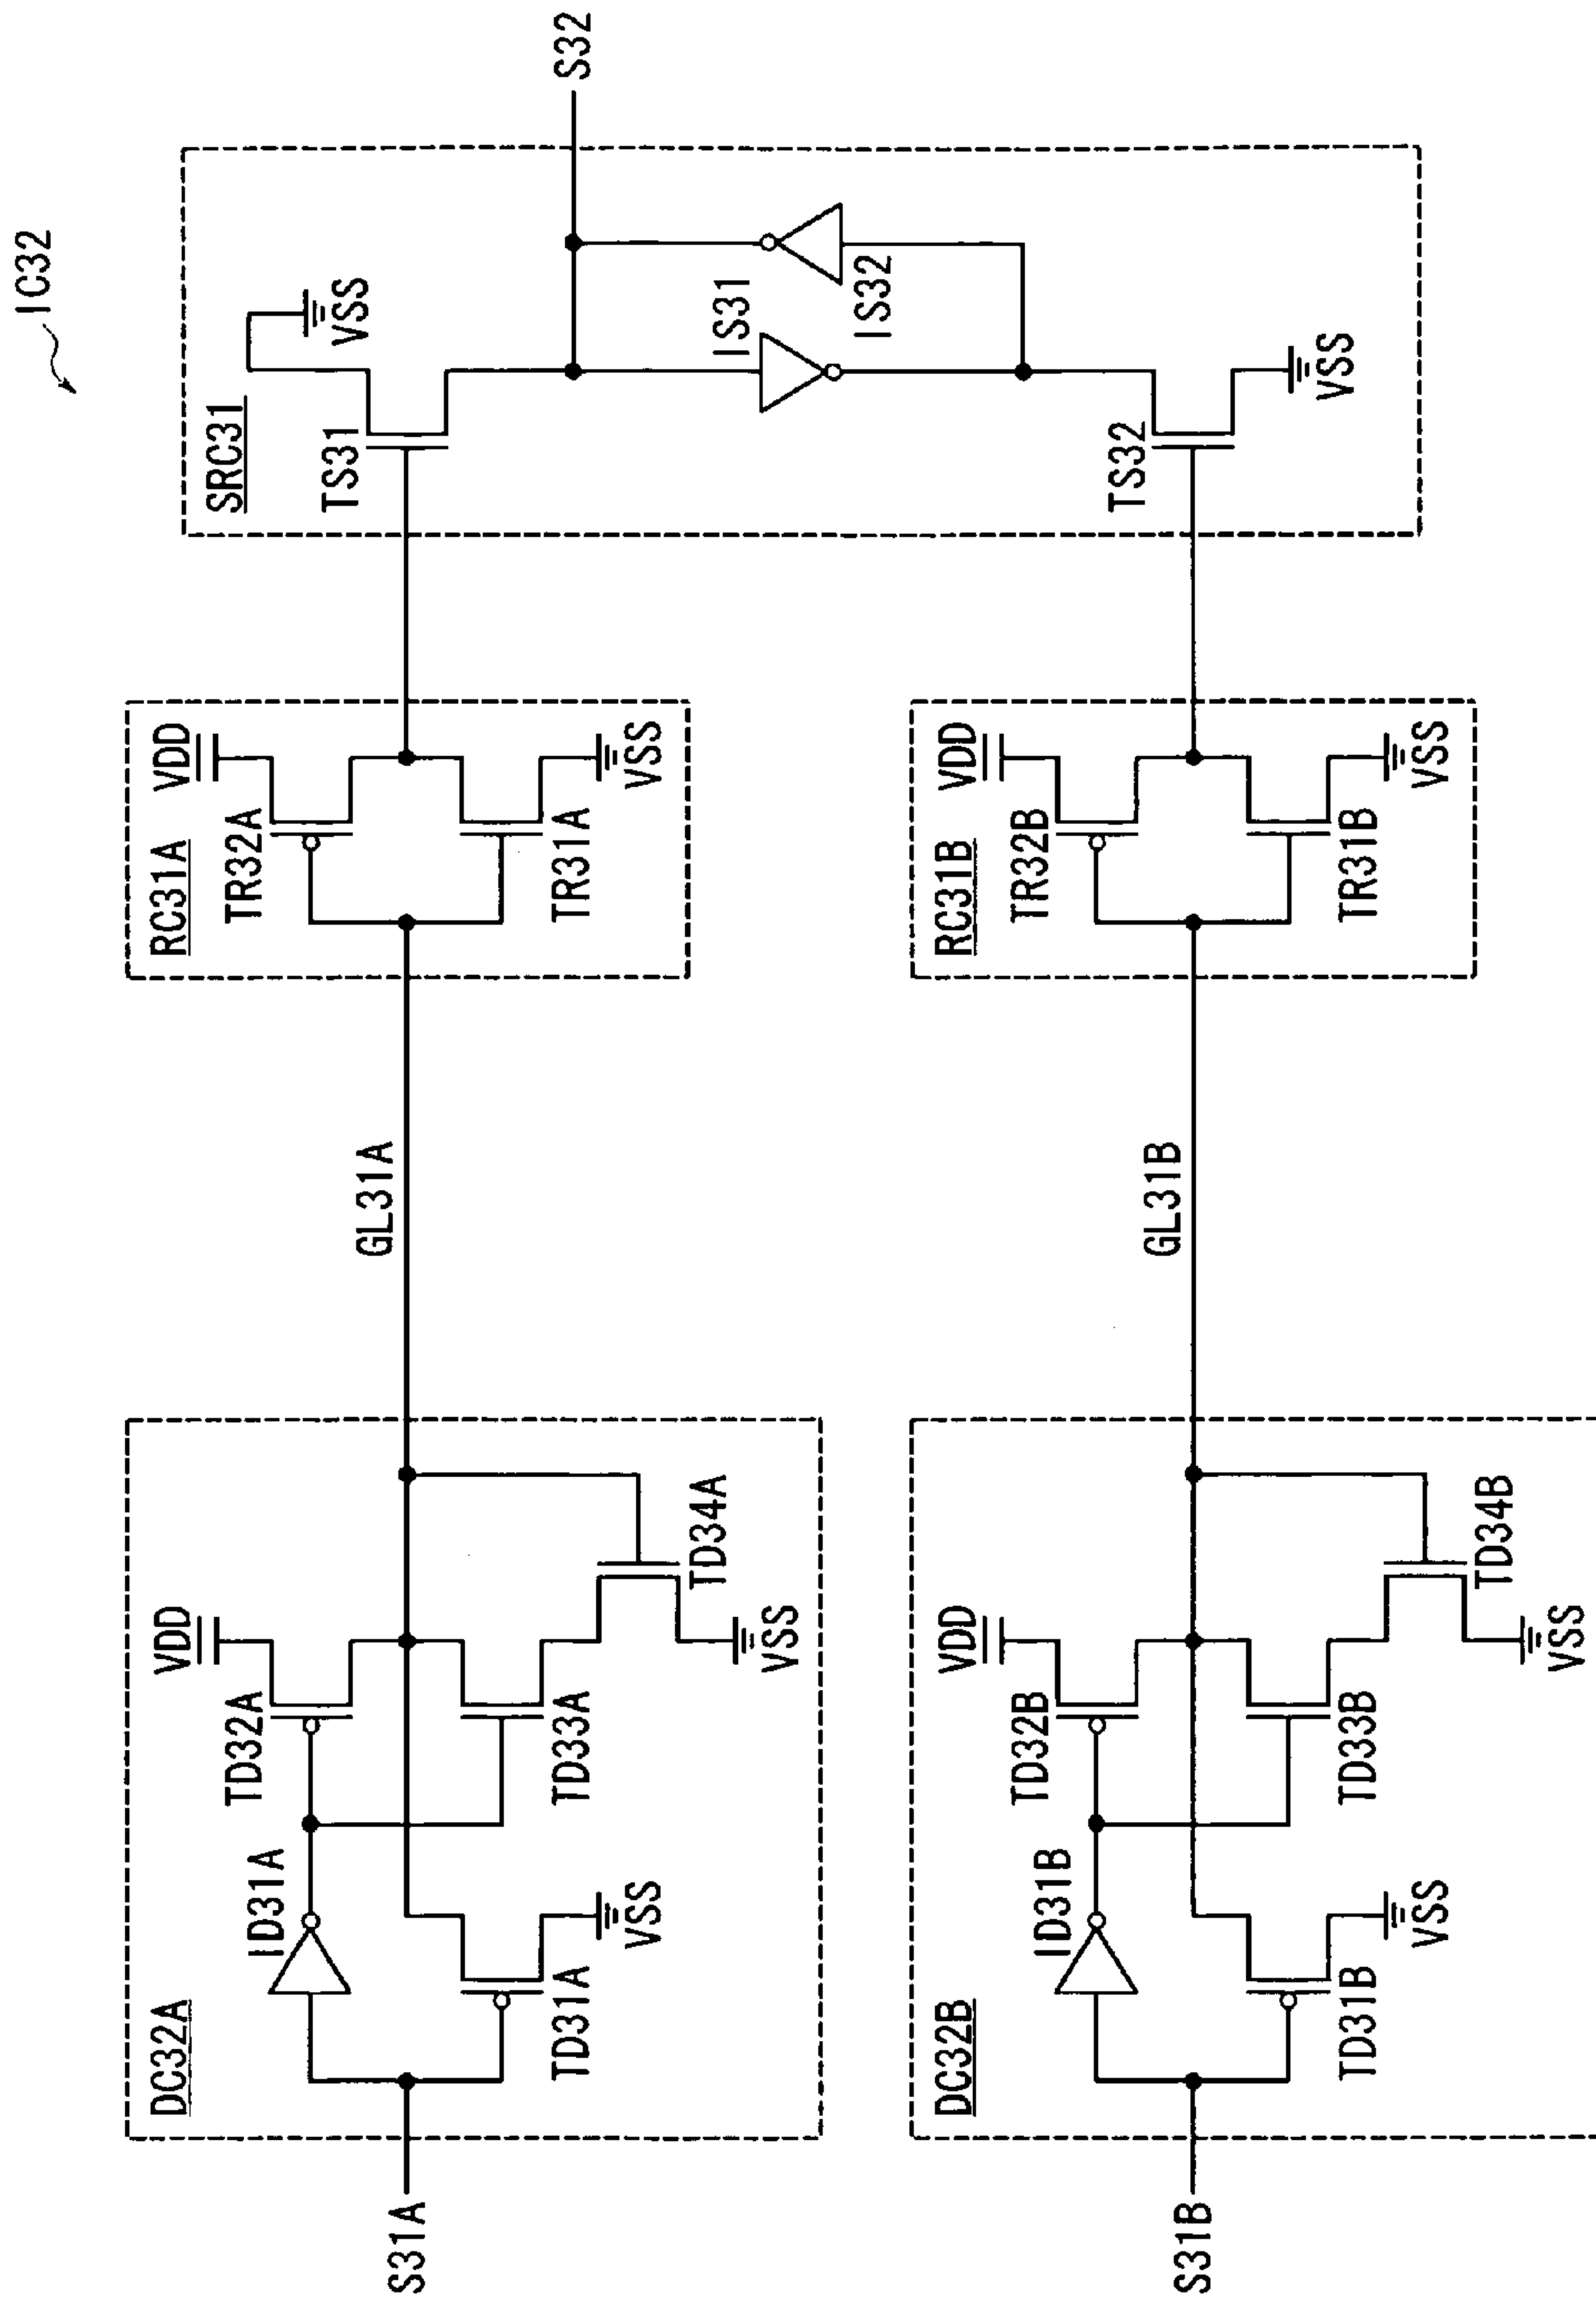 IC32
DC32A
S31A
ID31A
TD31A
VSS
VDD
TD32A
TD33A
TD34A
VSS
GL31A
RC31A
VDD
TR32A
TR31A
VSS
SRC31
TS31
VSS
IS31
IS32
S32
TS32
VSS
DC32B
S31B
ID31B
TD31B
VSS
VDD
TD32B
TD33B
TD34B
VSS
GL31B
RC31B
VDD
TR32B
TR31B
VSS